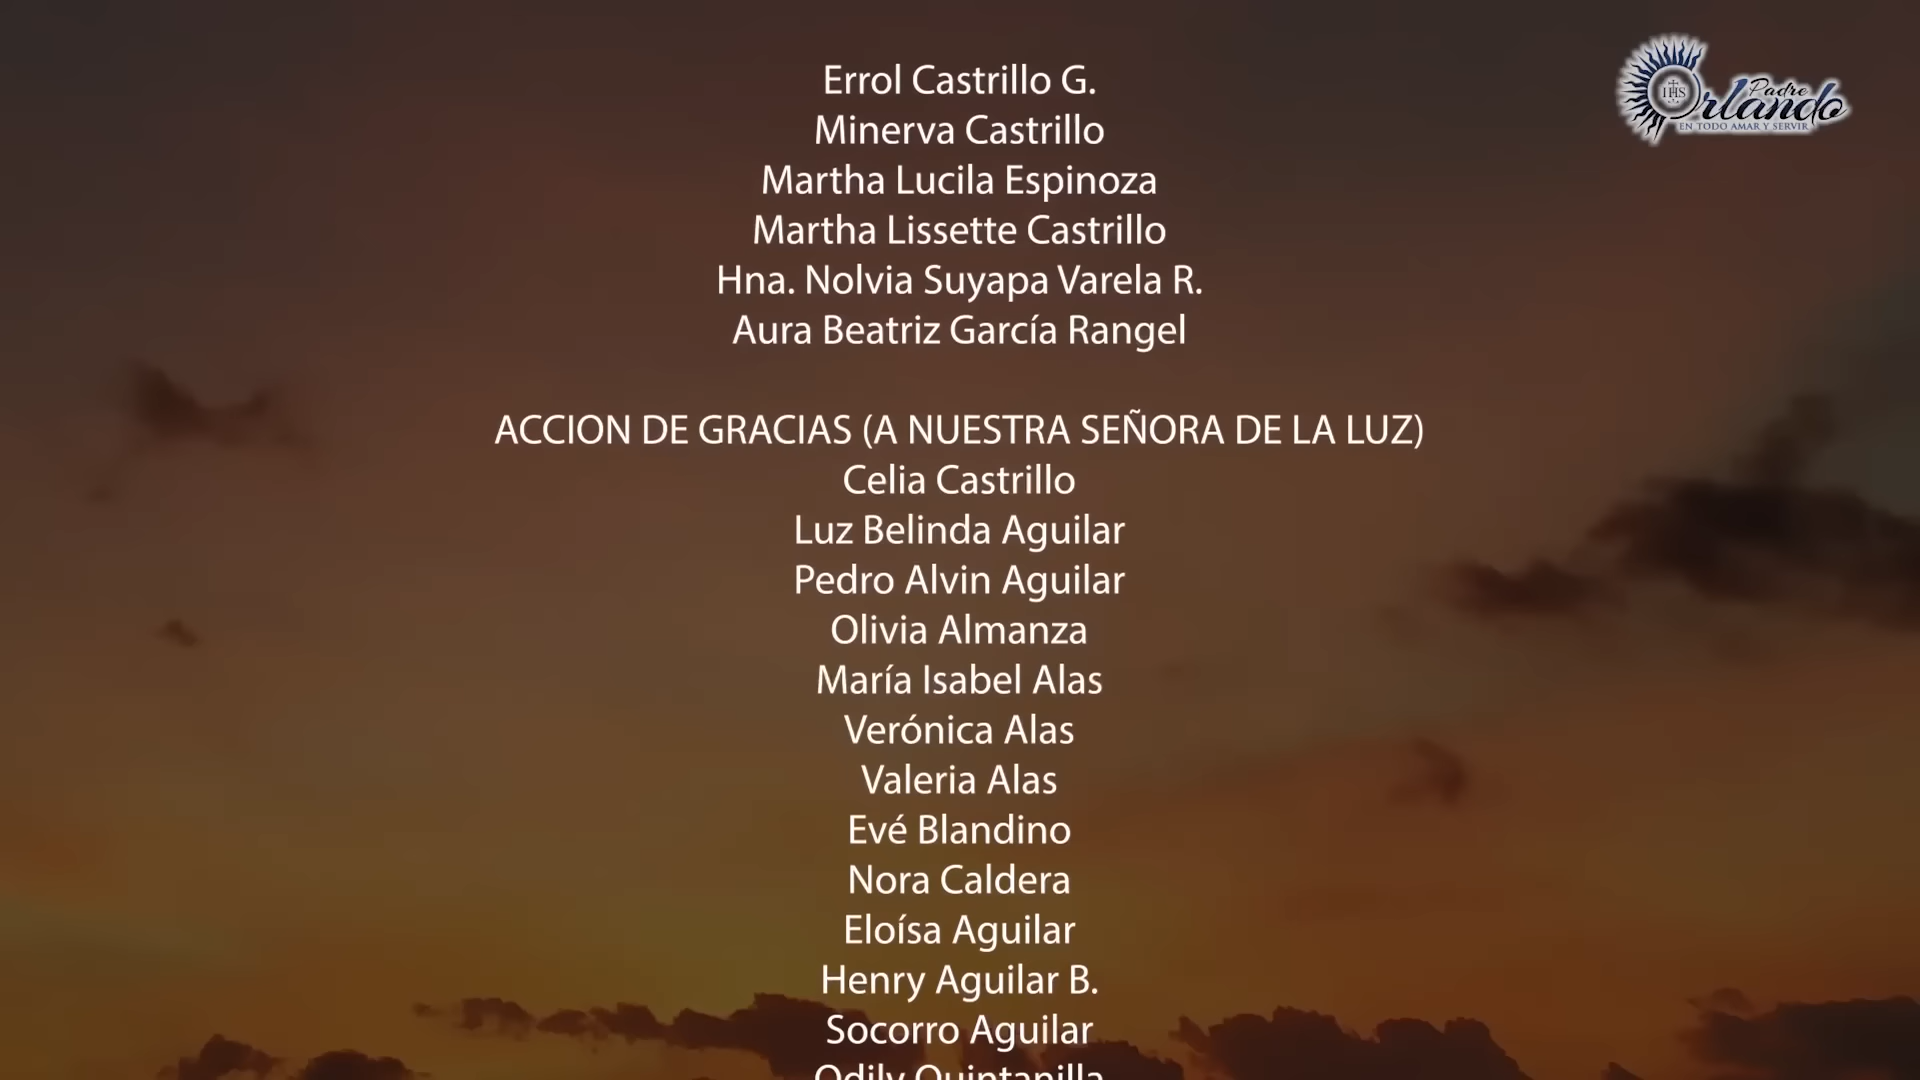 Errol Castrillo G.
Minerva Castrillo
Martha Lucila Espinoza
Martha Lissette Castrillo
Hna. Nolvia Suyapa Varela R.
Aura Beatriz García Rangel
ACCION DE GRACIAS (A NUESTRA SEÑORA DE LA LUZ)
Celia Castrillo
Luz Belinda Aguilar
Pedro Alvin Aguilar
Olivia Almanza
María Isabel Alas
Verónica Alas
Valeria Alas
Evé Blandino
Nora Caldera
Eloísa Aguilar
Henry Aguilar B.
Socorro Aguilar
Odily Quintanilla
IHS
Padre
Orlando
EN TODO AMAR Y SERVIR